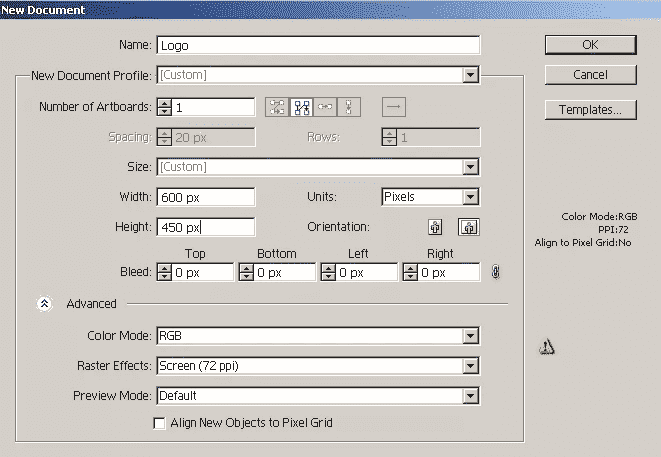 New Document
Name: Logo
OK
New Document Profile: [Custom]
Cancel
Number of Artboards: 1
Templates...
Spacing: 20 px Rows: 1
Size: [Custom]
Width: 600 px Units: Pixels
Height: 450 px Orientation:
Color Mode:RGB
PPI:72
Align to Pixel Grid:No
Top Bottom Left Right
Bleed: 0 px 0 px 0 px 0 px
Advanced
Color Mode: RGB
Raster Effects: Screen (72 ppi)
Preview Mode: Default
Align New Objects to Pixel Grid